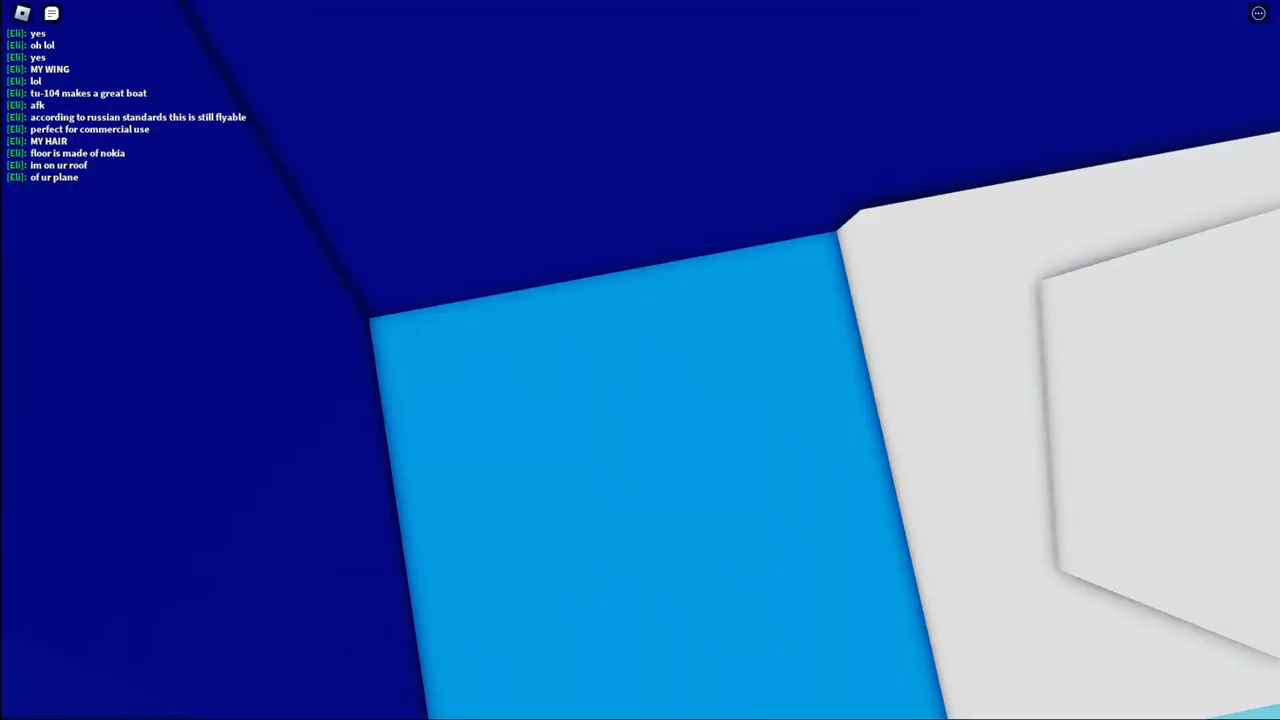 [Eli]: yes
[Eli]: oh lol
[Eli]: yes
[Eli]: MY WING
[Eli]: lol
[Eli]: tu-104 makes a great boat
[Eli]: afk
[Eli]: according to russian standards this is still flyable
[Eli]: perfect for commercial use
[Eli]: MY HAIR
[Eli]: floor is made of nokia
[Eli]: im on ur roof
[Eli]: of ur plane